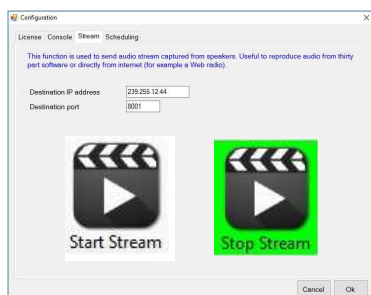 Configuration
License Console Stream Scheduling
This function is used to send audio stream captured from speakers. Useful to reproduce audio from thirty
part software or directly from internet (for example a Web radio).
Destination IP address 239.255.12.44
Destination port 8001
Start Stream Stop Stream
Cancel Ok